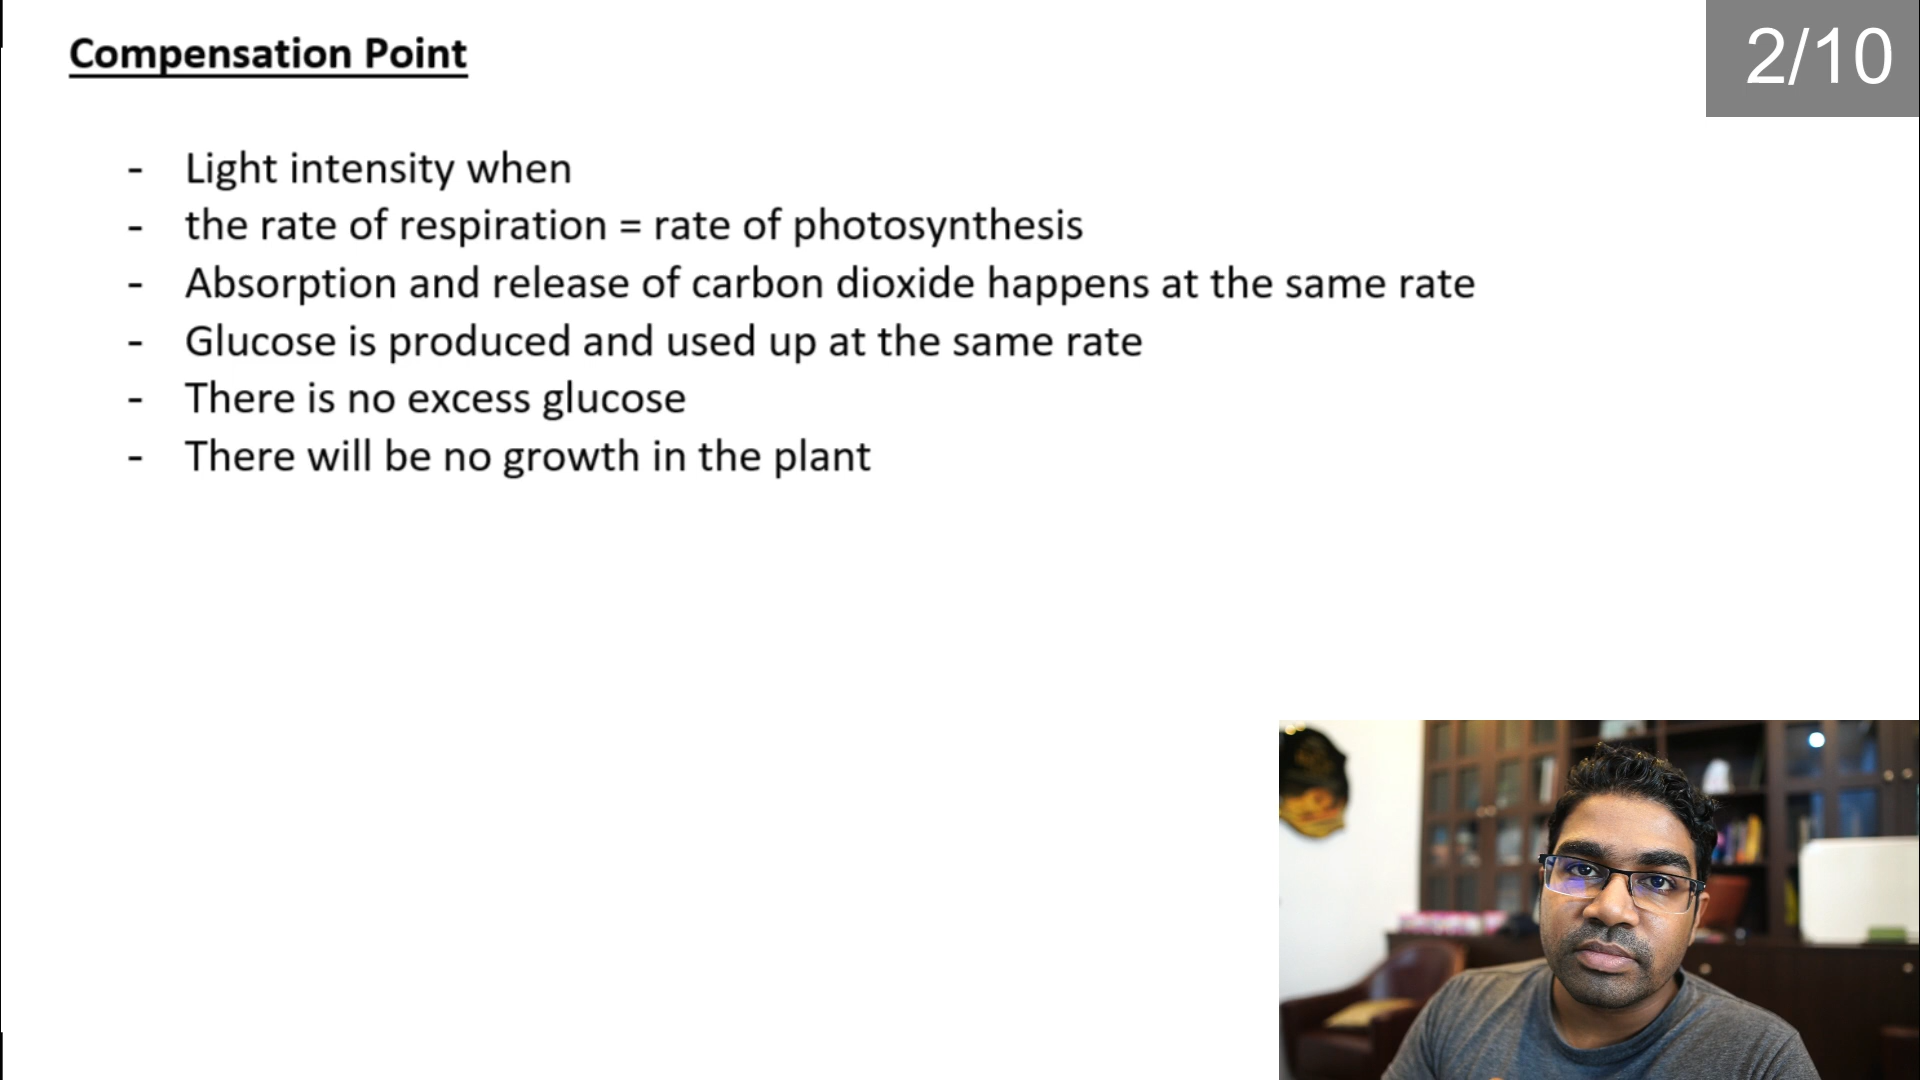 Compensation Point
2/10
- Light intensity when
- the rate of respiration = rate of photosynthesis
- Absorption and release of carbon dioxide happens at the same rate
- Glucose is produced and used up at the same rate
- There is no excess glucose
- There will be no growth in the plant